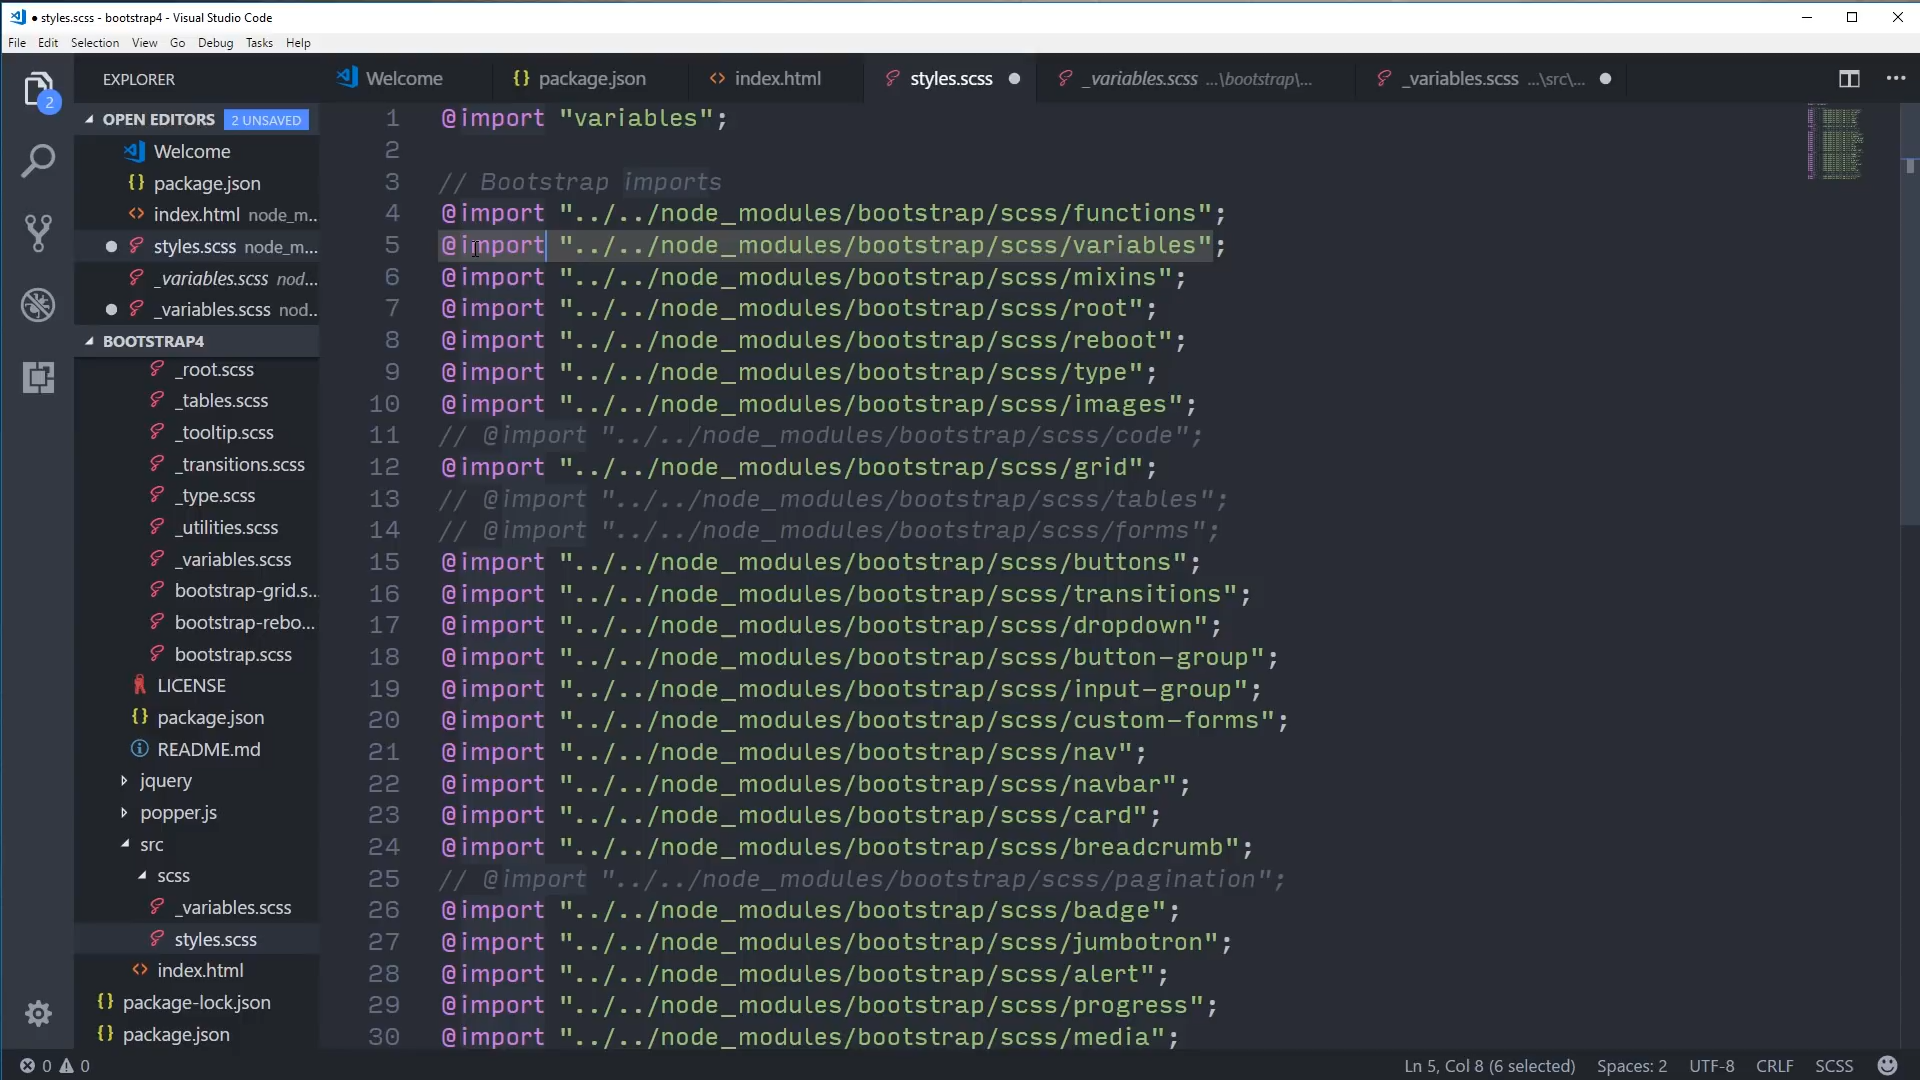 styles.scss - bootstrap4 - Visual Studio Code
File Edit Selection View Go Debug Tasks Help
EXPLORER
Welcome
package.json
index.html
styles.scss
_variables.scss ...\bootstrap\...
_variables.scss ...\src\...
2
OPEN EDITORS 2 UNSAVED
Welcome
package.json
index.html node_m...
styles.scss node_m...
_variables.scss nod...
_variables.scss nod...
BOOTSTRAP4
_root.scss
_tables.scss
_tooltip.scss
_transitions.scss
_type.scss
_utilities.scss
_variables.scss
bootstrap-grid.s...
bootstrap-rebo...
bootstrap.scss
LICENSE
package.json
README.md
jquery
popper.js
src
scss
_variables.scss
styles.scss
index.html
package-lock.json
package.json
1 @import "variables";
2
3 // Bootstrap imports
4 @import "../../node_modules/bootstrap/scss/functions";
5 @import "../../node_modules/bootstrap/scss/variables";
6 @import "../../node_modules/bootstrap/scss/mixins";
7 @import "../../node_modules/bootstrap/scss/root";
8 @import "../../node_modules/bootstrap/scss/reboot";
9 @import "../../node_modules/bootstrap/scss/type";
10 @import "../../node_modules/bootstrap/scss/images";
11 // @import "../../node_modules/bootstrap/scss/code";
12 @import "../../node_modules/bootstrap/scss/grid";
13 // @import "../../node_modules/bootstrap/scss/tables";
14 // @import "../../node_modules/bootstrap/scss/forms";
15 @import "../../node_modules/bootstrap/scss/buttons";
16 @import "../../node_modules/bootstrap/scss/transitions";
17 @import "../../node_modules/bootstrap/scss/dropdown";
18 @import "../../node_modules/bootstrap/scss/button-group";
19 @import "../../node_modules/bootstrap/scss/input-group";
20 @import "../../node_modules/bootstrap/scss/custom-forms";
21 @import "../../node_modules/bootstrap/scss/nav";
22 @import "../../node_modules/bootstrap/scss/navbar";
23 @import "../../node_modules/bootstrap/scss/card";
24 @import "../../node_modules/bootstrap/scss/breadcrumb";
25 // @import "../../node_modules/bootstrap/scss/pagination";
26 @import "../../node_modules/bootstrap/scss/badge";
27 @import "../../node_modules/bootstrap/scss/jumbotron";
28 @import "../../node_modules/bootstrap/scss/alert";
29 @import "../../node_modules/bootstrap/scss/progress";
30 @import "../../node_modules/bootstrap/scss/media";
0 0
Ln 5, Col 8 (6 selected) Spaces: 2 UTF-8 CRLF SCSS